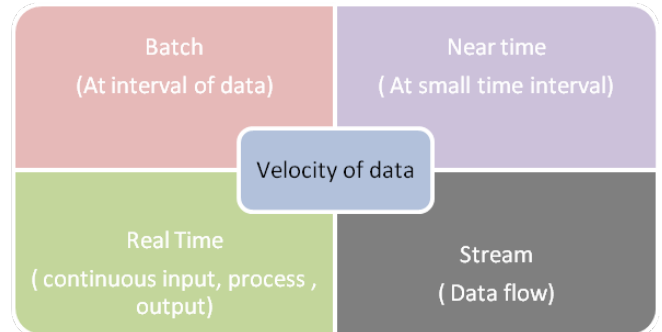 Batch
(At interval of data)
Near time
( At small time interval)
Velocity of data
Real Time
( continuous input, process ,
output)
Stream
( Data flow)